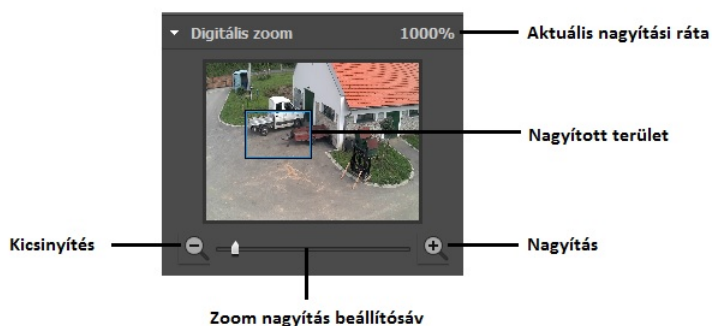 Digitális zoom 1000% Aktuális nagyítási ráta
Nagyított terület
Kicsinyítés Nagyítás
Zoom nagyítás beállítósáv